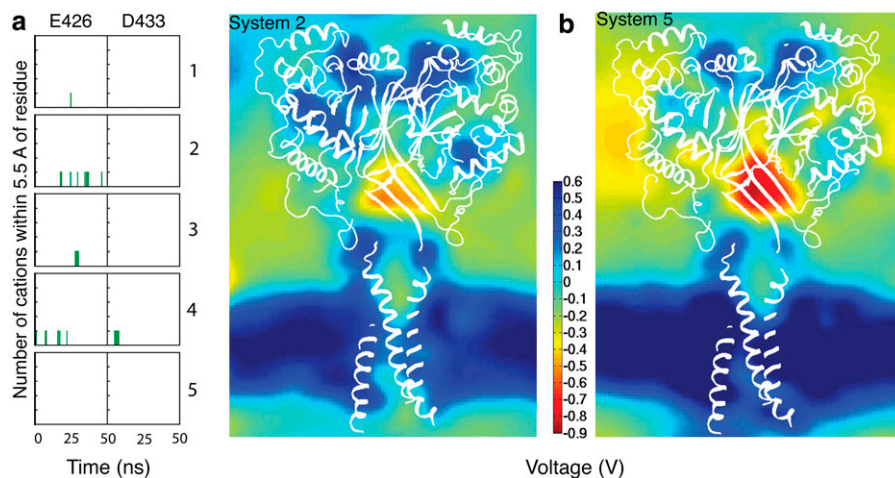 a
E426 D433
Number of cations within 5.5 A of residue
1
2
3
4
5
0 25 50 25 50
Time (ns)
System 2
b
System 5
0.6
0.5
0.4
0.3
0.2
0.1
0
-0.1
-0.2
-0.3
-0.4
-0.5
-0.6
-0.7
-0.8
-0.9
Voltage (V)